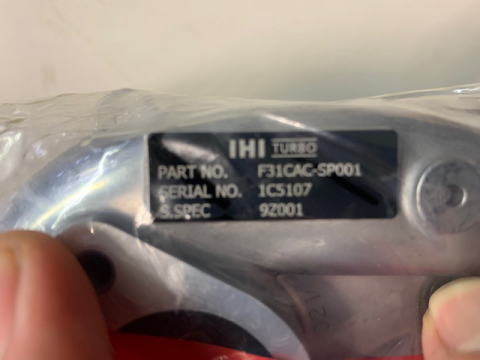 IHI TURBO
PART NO. F31CAC-SP001
SERIAL NO. 1C5107
S.SPEC 9Z001